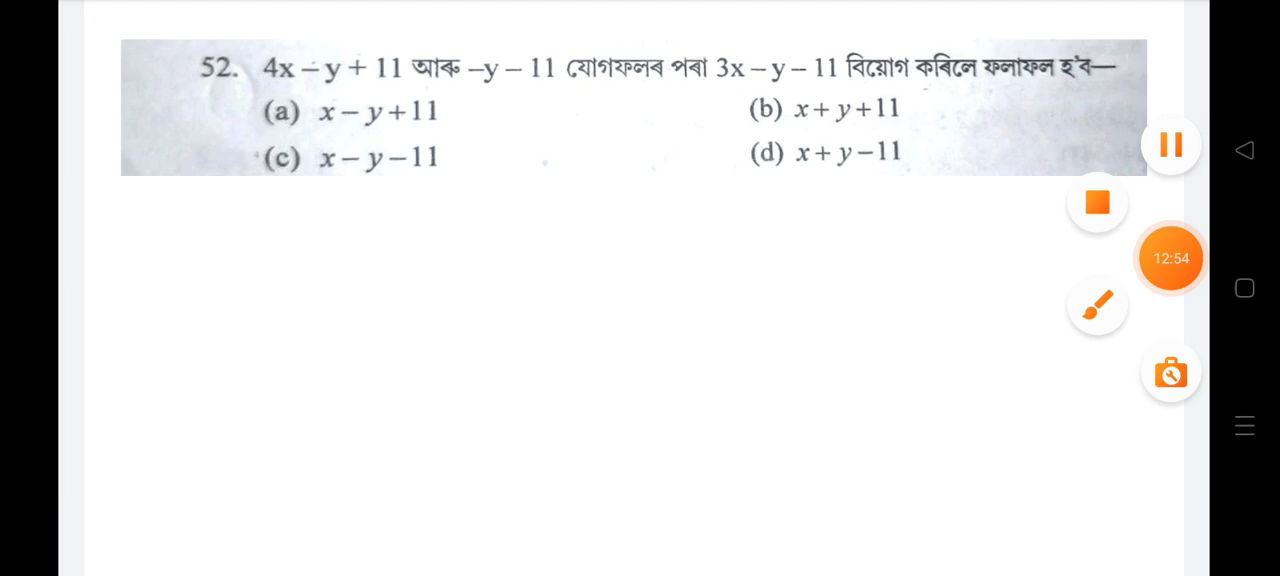 52. 4x – y + 11 আৰু –y – 11 যোগফলৰ পৰা 3x – y – 11 বিয়োগ কৰিলে ফলাফল হ'ব—
(a) x – y + 11 (b) x + y + 11
(c) x – y – 11 (d) x + y – 11
12:54